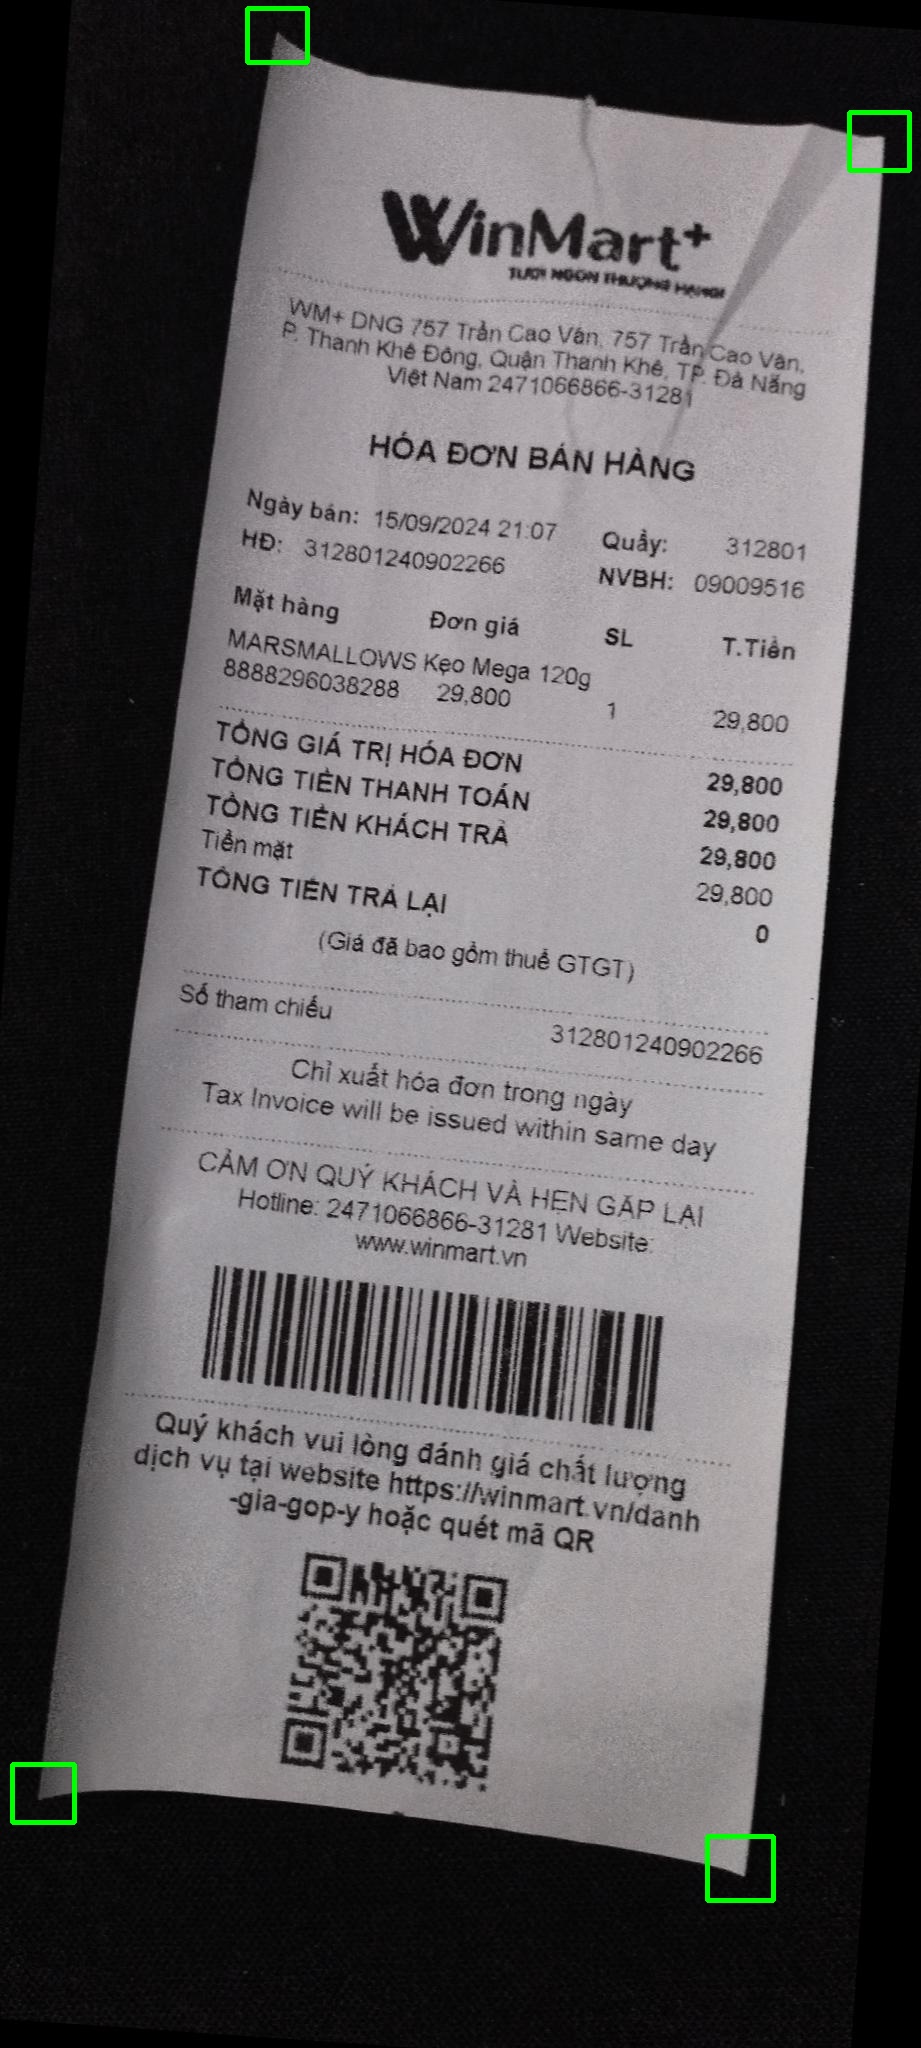 WinMart+
TƯƠI NGON THƯỢNG HẠNG!
WM+ DNG 757 Trần Cao Vân, 757 Trần Cao Vân,
P. Thanh Khê Đông, Quận Thanh Khê, TP. Đà Nẵng
Việt Nam 2471066866-31281
HÓA ĐƠN BÁN HÀNG
Ngày bán: 15/09/2024 21:07 Quầy: 312801
HĐ: 312801240902266 NVBH: 09009516
Mặt hàng Đơn giá SL T.Tiền
MARSMALLOWS Kẹo Mega 120g
8888296038288 29,800 1 29,800
TỔNG GIÁ TRỊ HÓA ĐƠN 29,800
TỔNG TIỀN THANH TOÁN 29,800
TỔNG TIỀN KHÁCH TRẢ 29,800
Tiền mặt 29,800
TỔNG TIỀN TRẢ LẠI 0
(Giá đã bao gồm thuế GTGT)
Số tham chiếu 312801240902266
Chỉ xuất hóa đơn trong ngày
Tax Invoice will be issued within same day
CẢM ƠN QUÝ KHÁCH VÀ HẸN GẶP LẠI
Hotline: 2471066866-31281 Website:
www.winmart.vn
Quý khách vui lòng đánh giá chất lượng
dịch vụ tại website https://winmart.vn/danh
-gia-gop-y hoặc quét mã QR